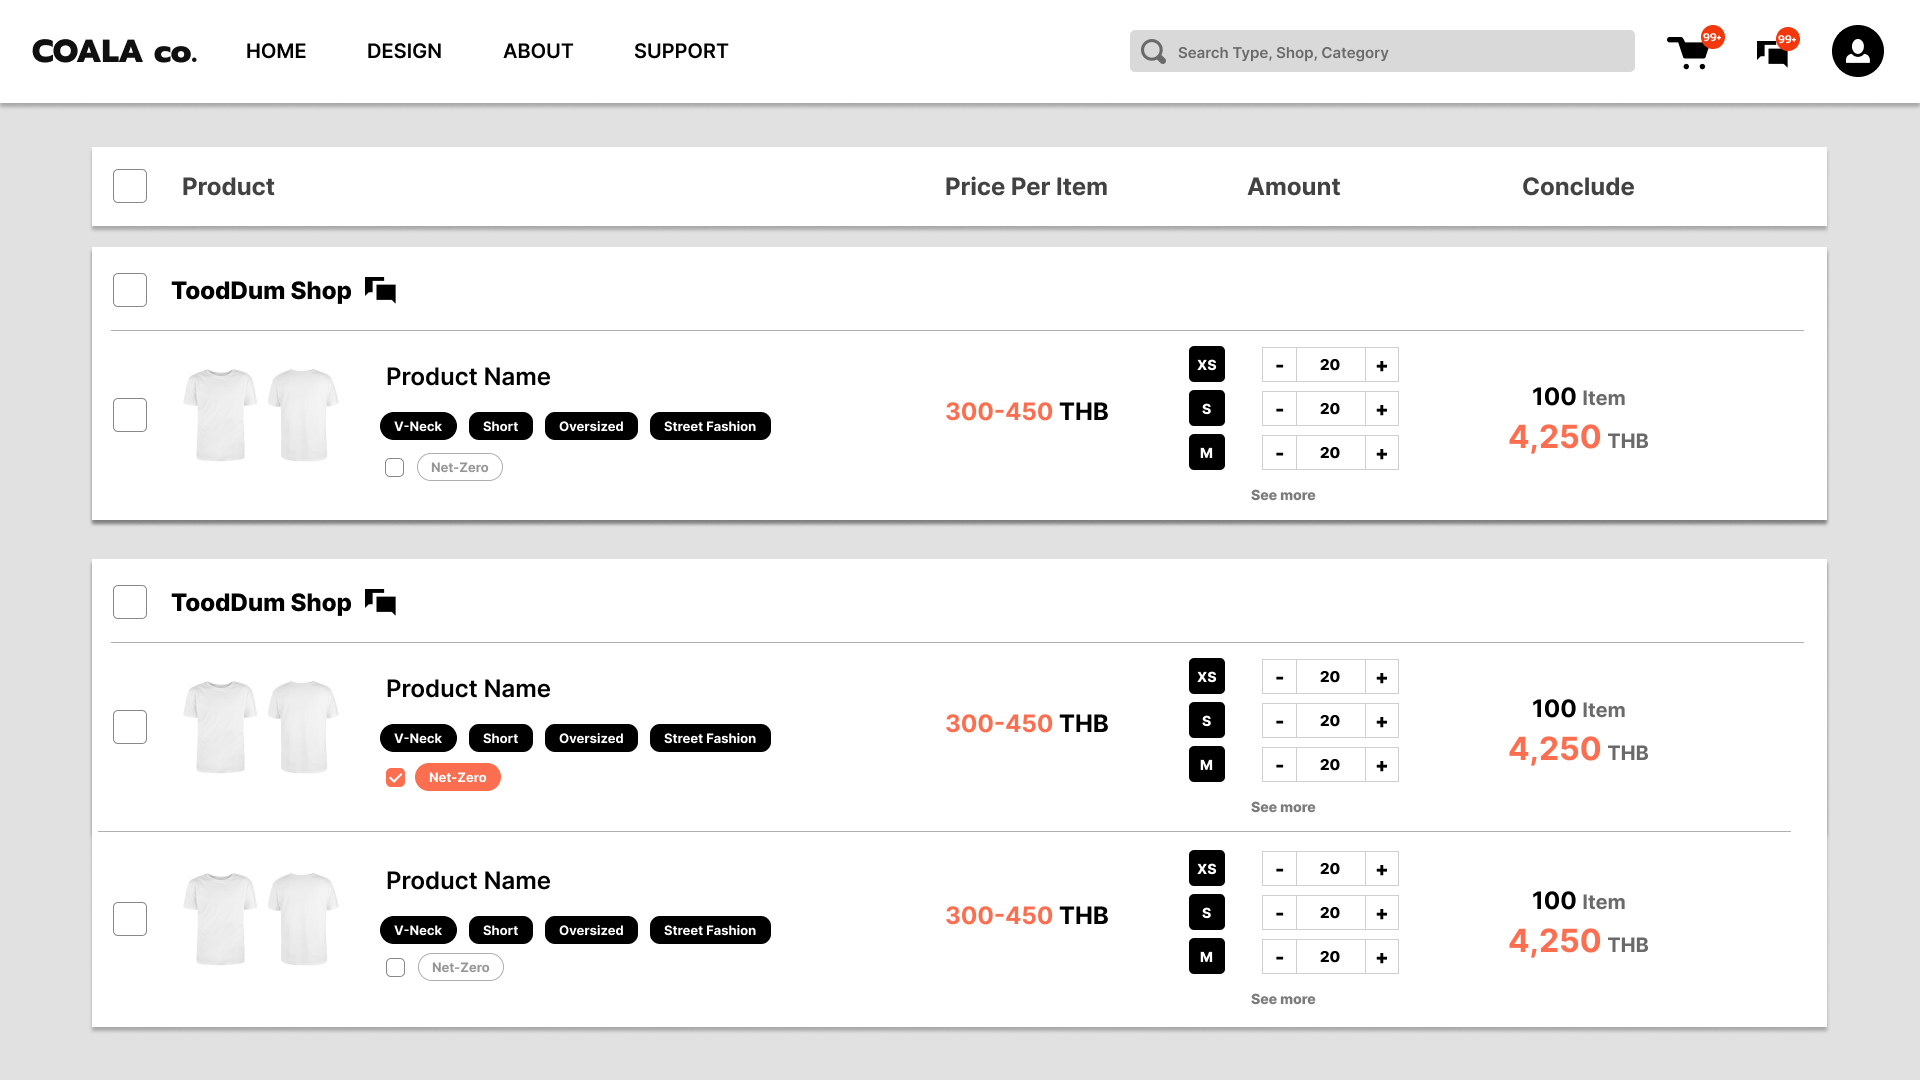 COALA co. HOME DESIGN ABOUT SUPPORT Search Type, Shop, Category 99+ 99+
Product Price Per Item Amount Conclude
ToodDum Shop
Product Name
V-Neck Short Oversized Street Fashion
Net-Zero
300-450 THB
XS - 20 +
S - 20 +
M - 20 +
See more
100 Item
4,250 THB
ToodDum Shop
Product Name
V-Neck Short Oversized Street Fashion
Net-Zero
300-450 THB
XS - 20 +
S - 20 +
M - 20 +
See more
100 Item
4,250 THB
Product Name
V-Neck Short Oversized Street Fashion
Net-Zero
300-450 THB
XS - 20 +
S - 20 +
M - 20 +
See more
100 Item
4,250 THB